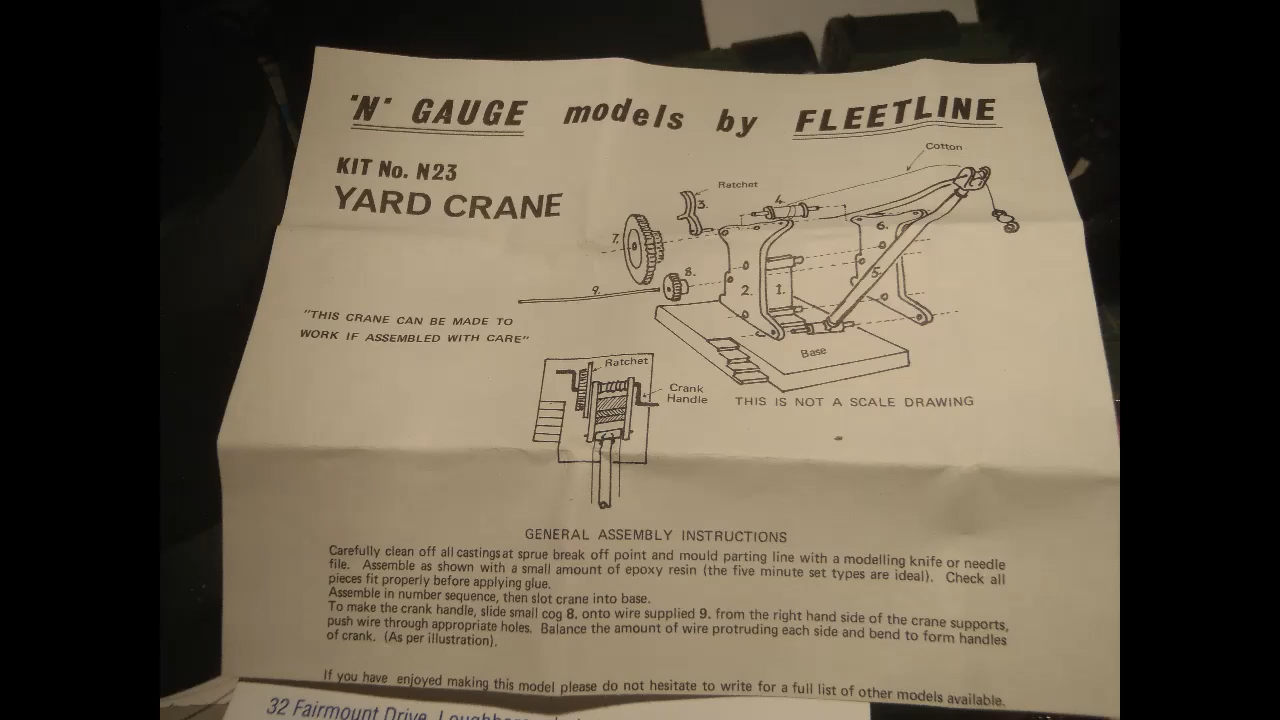 'N' GAUGE models by FLEETLINE
KIT No. N23
YARD CRANE
Cotton
Ratchet
3.
4.
7.
6.
8.
5.
9.
2.
1.
"THIS CRANE CAN BE MADE TO
WORK IF ASSEMBLED WITH CARE"
Base
Ratchet
Crank
Handle
THIS IS NOT A SCALE DRAWING
GENERAL ASSEMBLY INSTRUCTIONS
Carefully clean off all castings at sprue break off point and mould parting line with a modelling knife or needle
file. Assemble as shown with a small amount of epoxy resin (the five minute set types are ideal). Check all
pieces fit properly before applying glue.
Assemble in number sequence, then slot crane into base.
To make the crank handle, slide small cog 8. onto wire supplied 9. from the right hand side of the crane supports,
push wire through appropriate holes. Balance the amount of wire protruding each side and bend to form handles
of crank. (As per illustration).
If you have enjoyed making this model please do not hesitate to write for a full list of other models available.
32 Fairmount Drive,